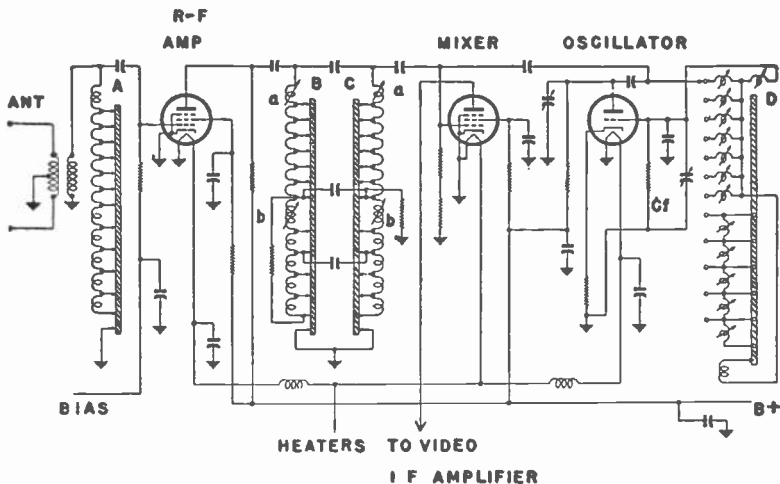 R-F
AMP
MIXER
OSCILLATOR
ANT
A
B
C
D
a
a
b
b
Cf
BIAS
B+
HEATERS TO VIDEO
I F AMPLIFIER